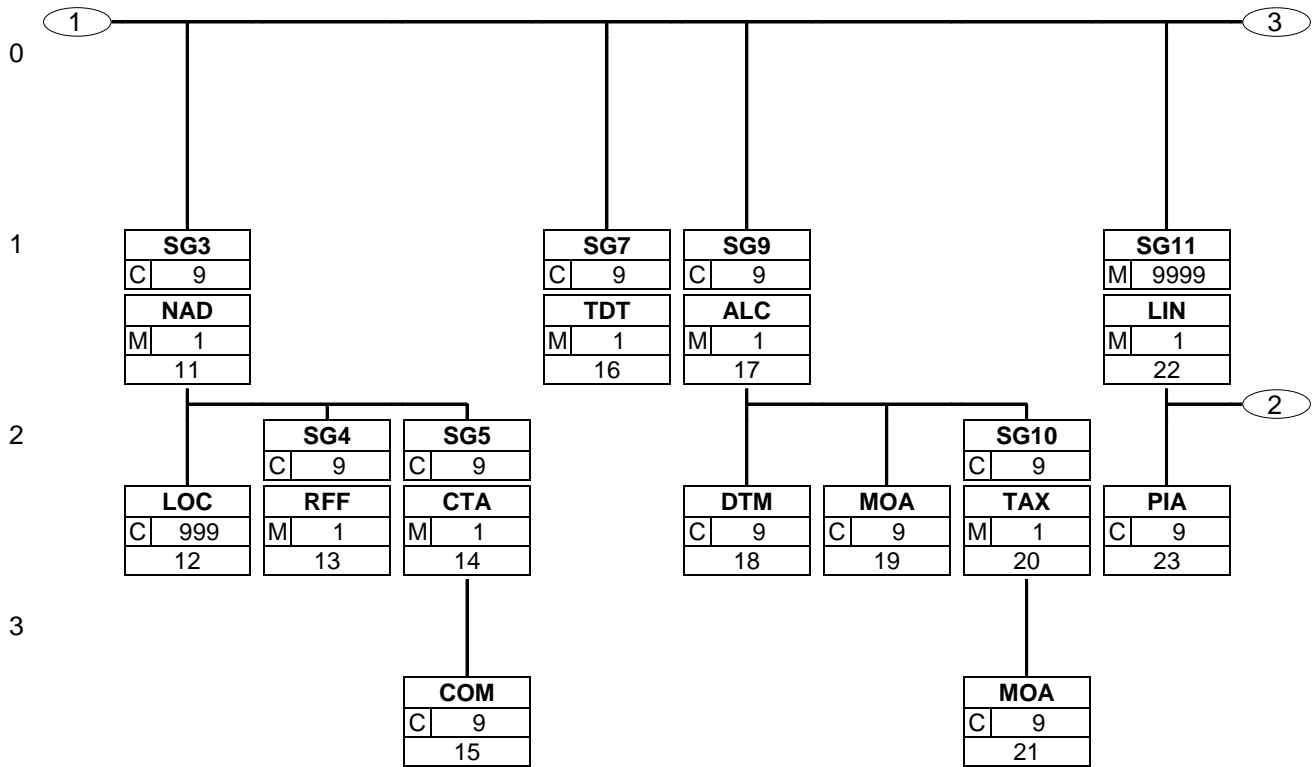 1 3
0
1
SG3 SG7 SG9 SG11
C 9 C 9 C 9 M 9999
NAD TDT ALC LIN
M 1 M 1 M 1 M 1
11 16 17 22
2
2
SG4 SG5 SG10
C 9 C 9 C 9
LOC RFF CTA DTM MOA TAX PIA
C 999 M 1 M 1 C 9 C 9 M 1 C 9
12 13 14 18 19 20 23
3
COM MOA
C 9 C 9
15 21